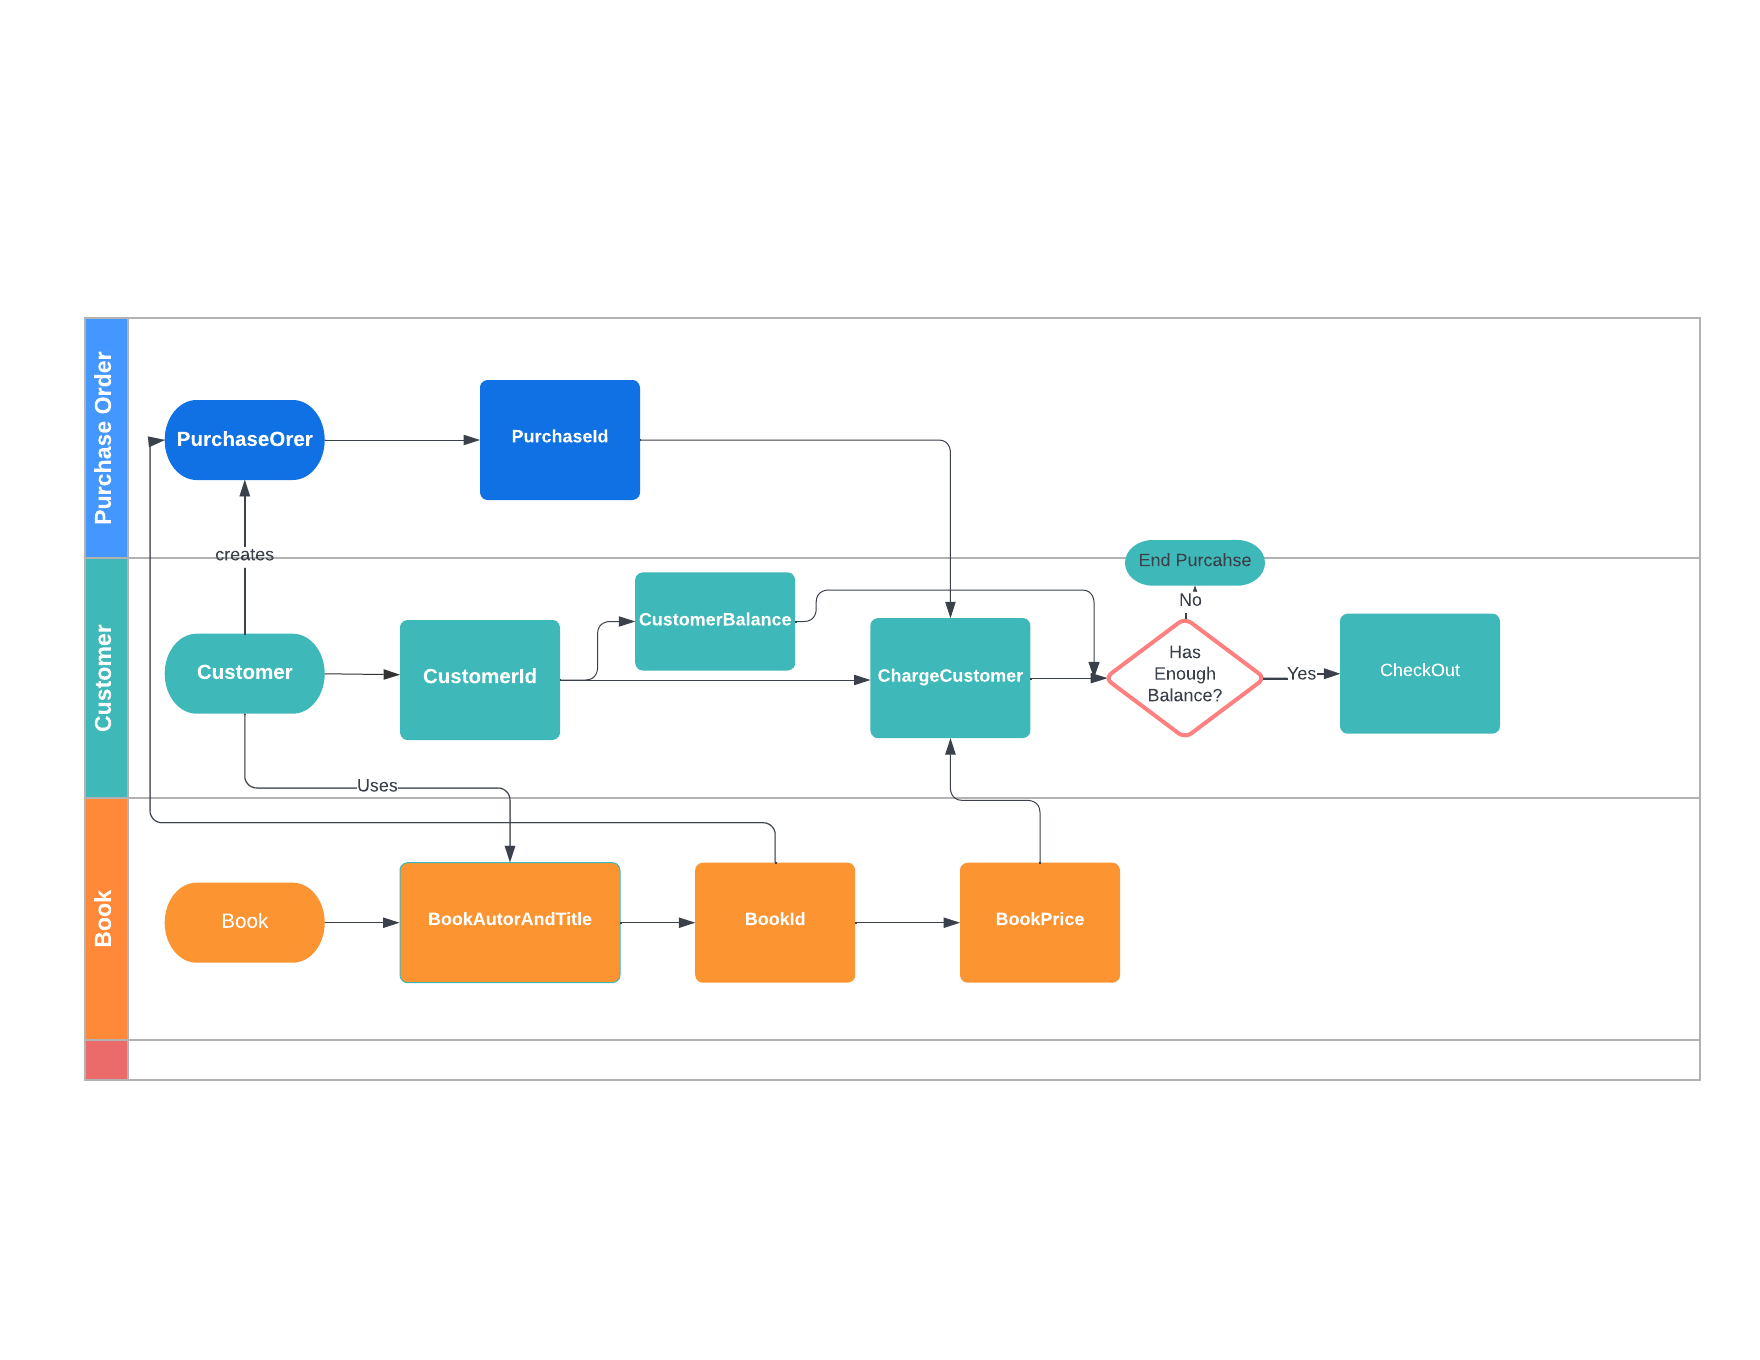 Purchase Order
PurchaseOrer
PurchaseId
creates
End Purcahse
No
Customer
Customer
CustomerId
CustomerBalance
ChargeCustomer
Has
Enough
Balance?
Yes
CheckOut
Uses
Book
Book
BookAutorAndTitle
BookId
BookPrice